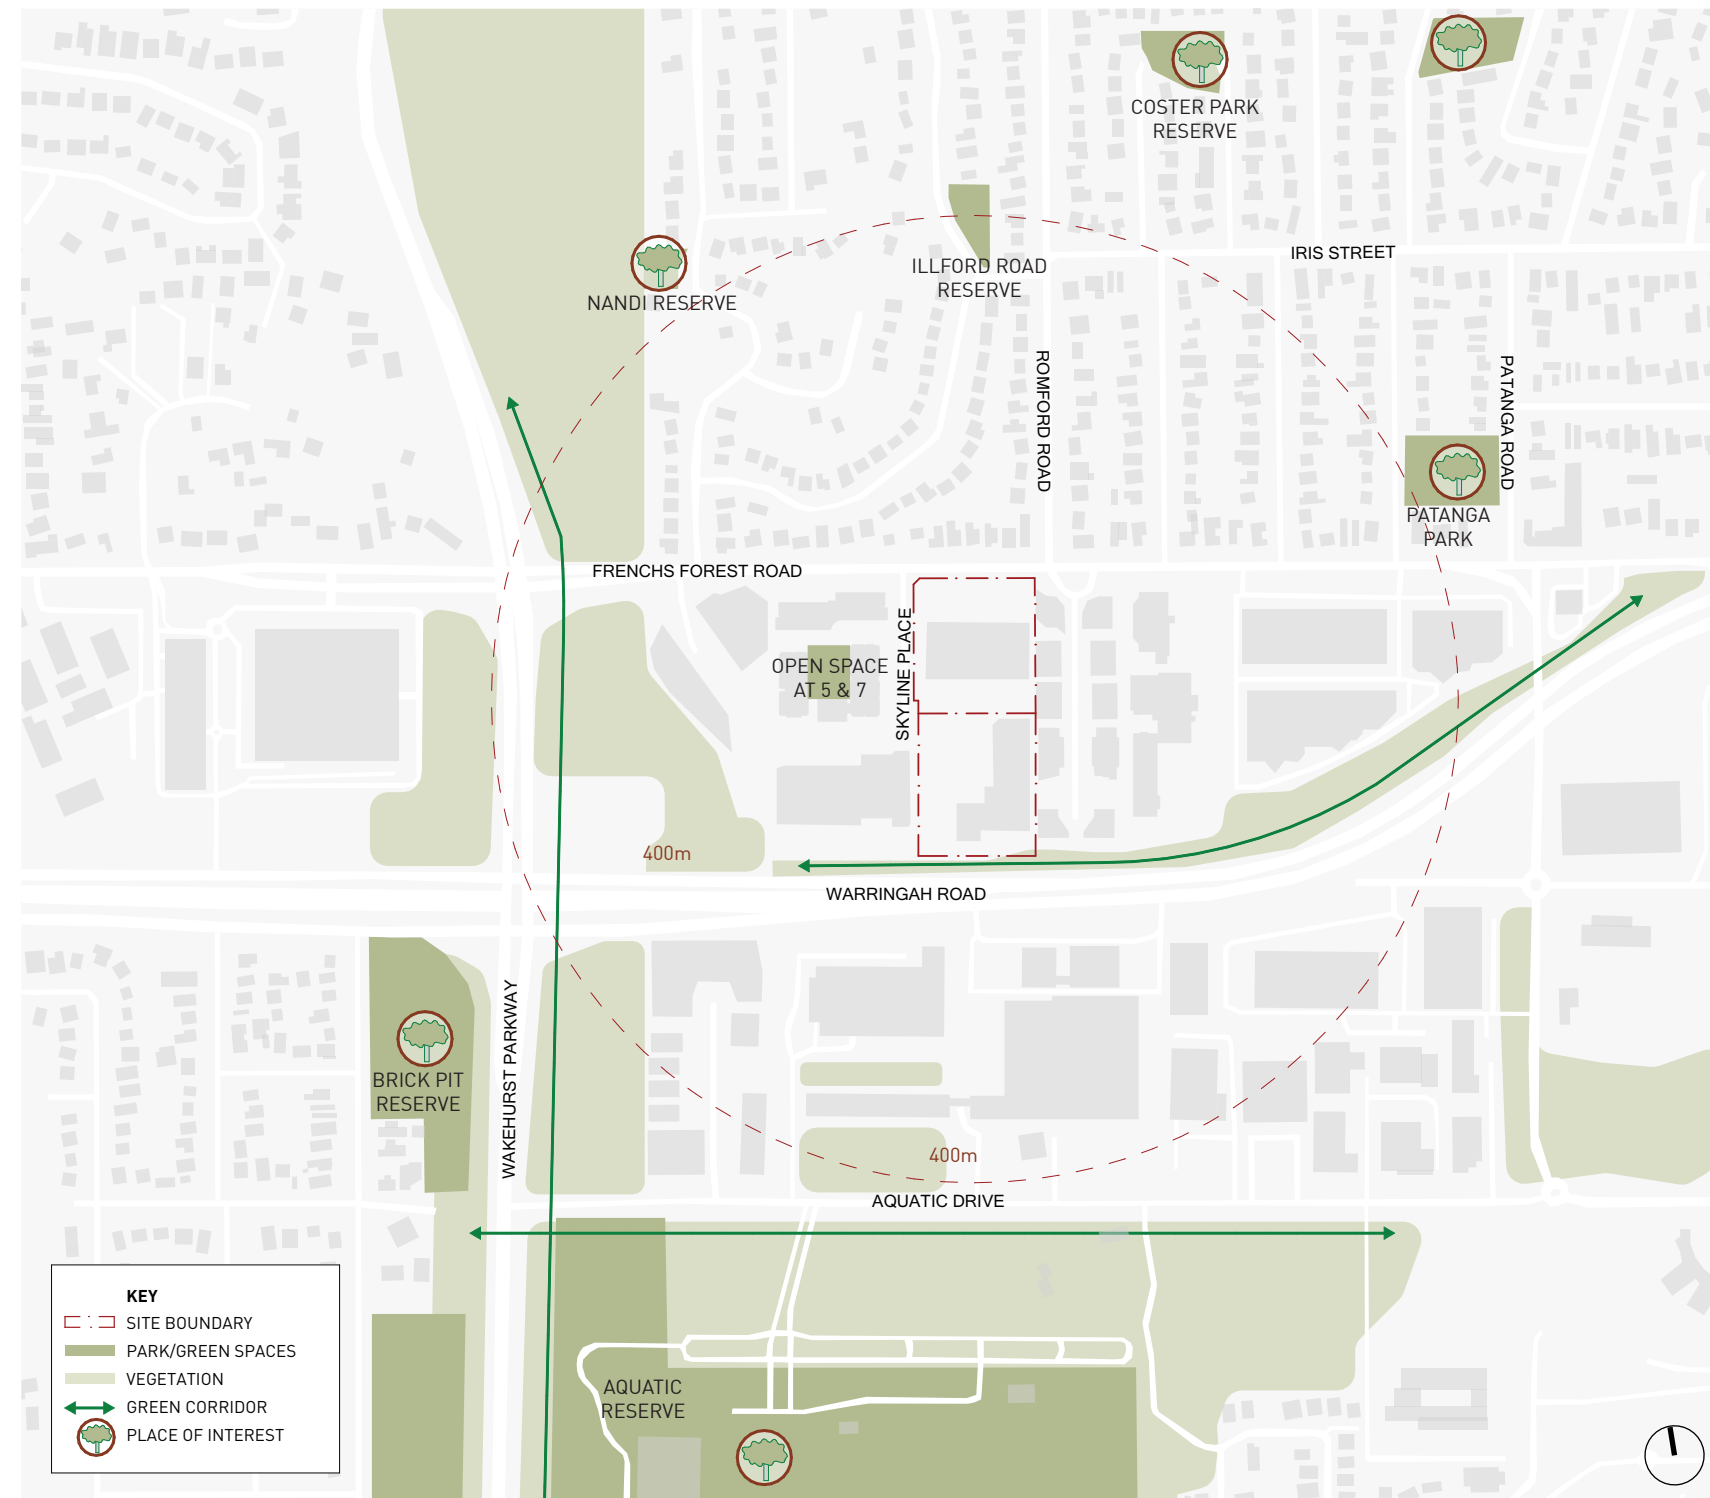 COSTER PARK
RESERVE
IRIS STREET
ILLFORD ROAD
RESERVE
NANDI RESERVE
ROMFORD ROAD
PATANGA ROAD
PATANGA
PARK
FRENCHS FOREST ROAD
SKYLINE PLACE
OPEN SPACE
AT 5 & 7
400m
WARRINGAH ROAD
WAKEHURST PARKWAY
BRICK PIT
RESERVE
400m
AQUATIC DRIVE
AQUATIC
RESERVE
KEY
SITE BOUNDARY
PARK/GREEN SPACES
VEGETATION
GREEN CORRIDOR
PLACE OF INTEREST